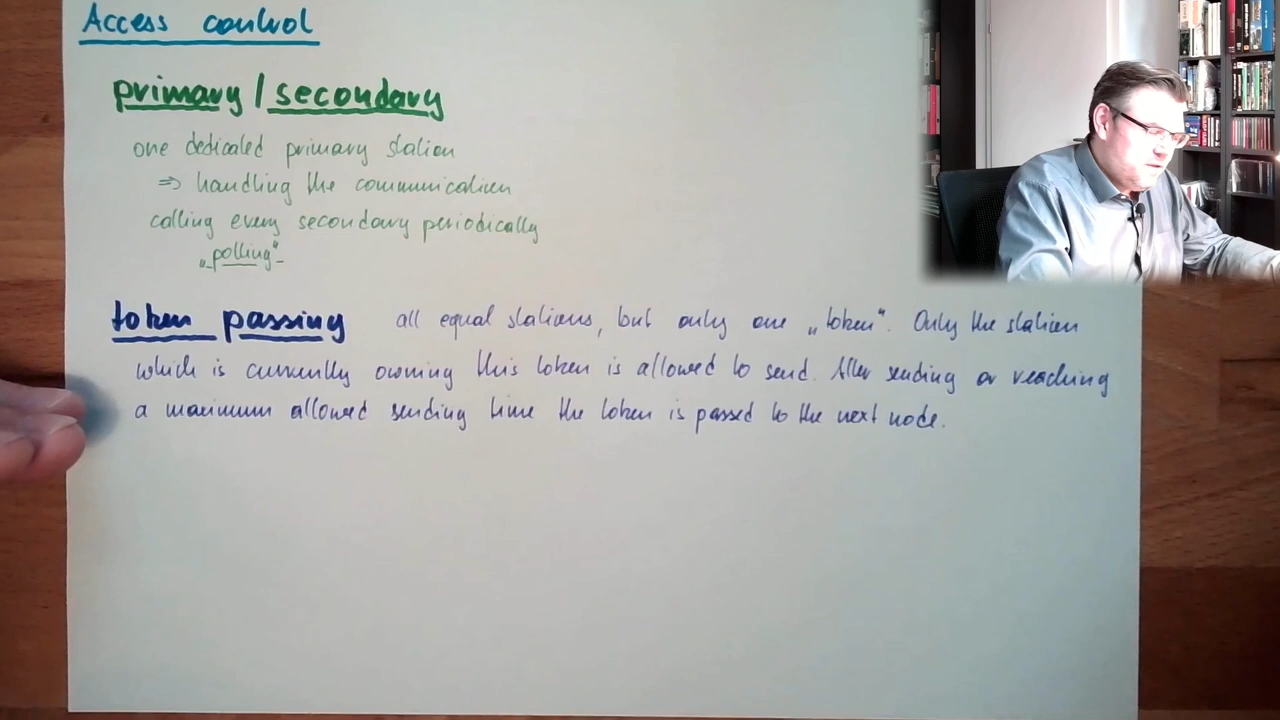 Access control
primary / secondary
one dedicated primary station
⇒ handling the communication
calling every secondary periodically
„polling“
token passing all equal stations, but only one „token“. Only the station
which is currently owning this token is allowed to send. After sending or reaching
a maximum allowed sending time the token is passed to the next node.